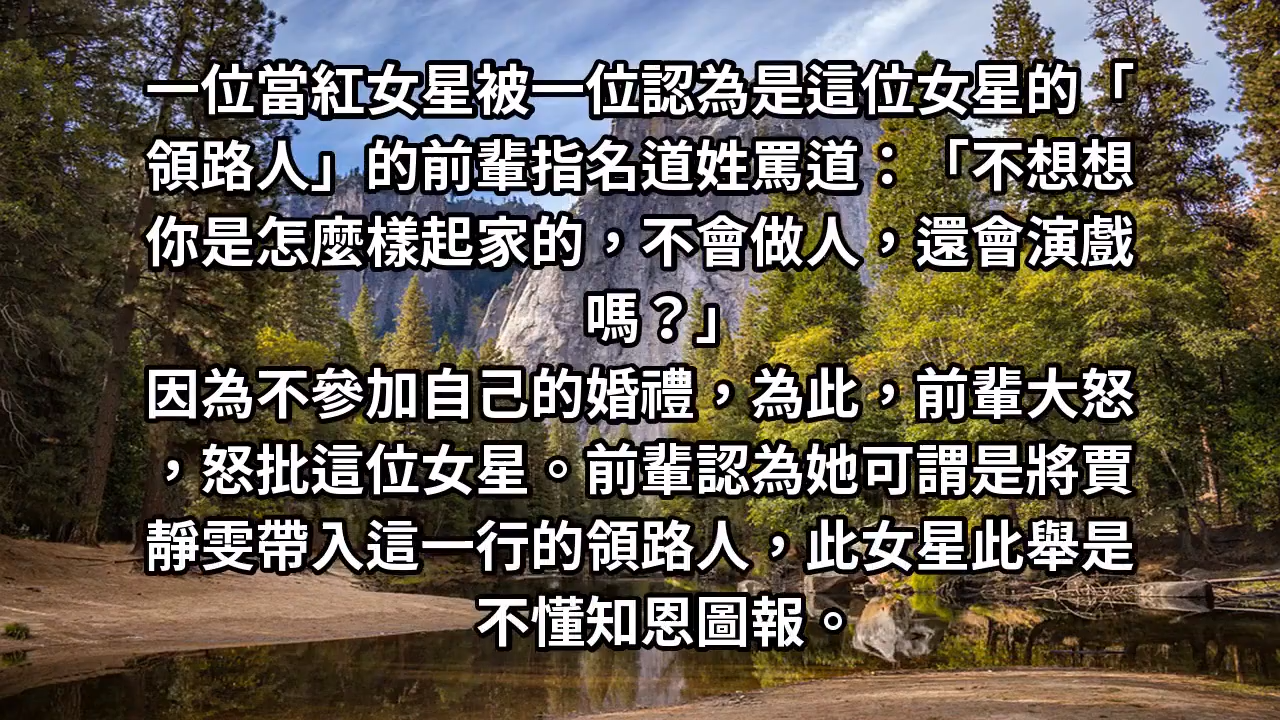 一位當紅女星被一位認為是這位女星的「
領路人」的前輩指名道姓罵道：「不想想
你是怎麼樣起家的，不會做人，還會演戲
嗎？」
因為不參加自己的婚禮，為此，前輩大怒
，怒批這位女星。前輩認為她可謂是將賈
靜雯帶入這一行的領路人，此女星此舉是
不懂知恩圖報。